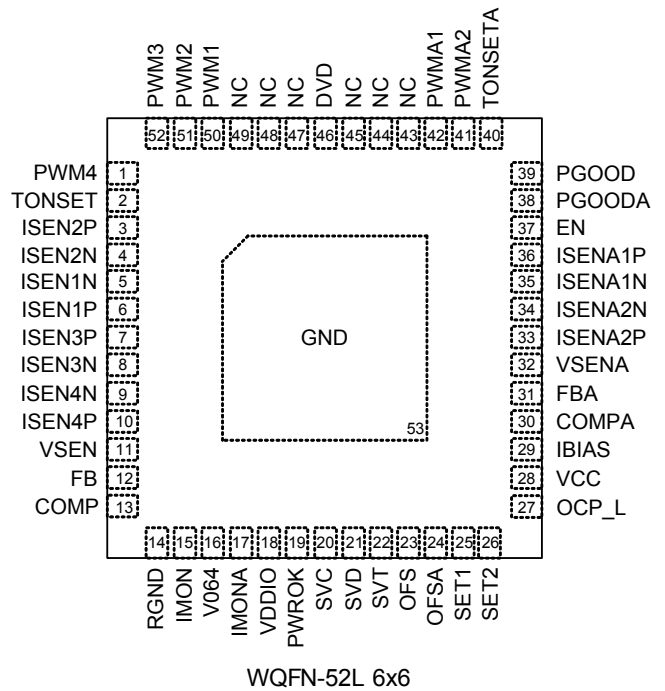 PWM3 PWM2 PWM1 NC NC NC DVD NC NC NC PWMA1 PWMA2 TONSETA
52 51 50 49 48 47 46 45 44 43 42 41 40
PWM4 1
TONSET 2
ISEN2P 3
ISEN2N 4
ISEN1N 5
ISEN1P 6
ISEN3P 7
ISEN3N 8
ISEN4N 9
ISEN4P 10
VSEN 11
FB 12
COMP 13
GND
53
39 PGOOD
38 PGOODA
37 EN
36 ISENA1P
35 ISENA1N
34 ISENA2N
33 ISENA2P
32 VSENA
31 FBA
30 COMPA
29 IBIAS
28 VCC
27 OCP_L
14 15 16 17 18 19 20 21 22 23 24 25 26
RGND IMON V064 IMONA VDDIO PWROK SVC SVD SVT OFS OFSA SET1 SET2
WQFN-52L 6x6